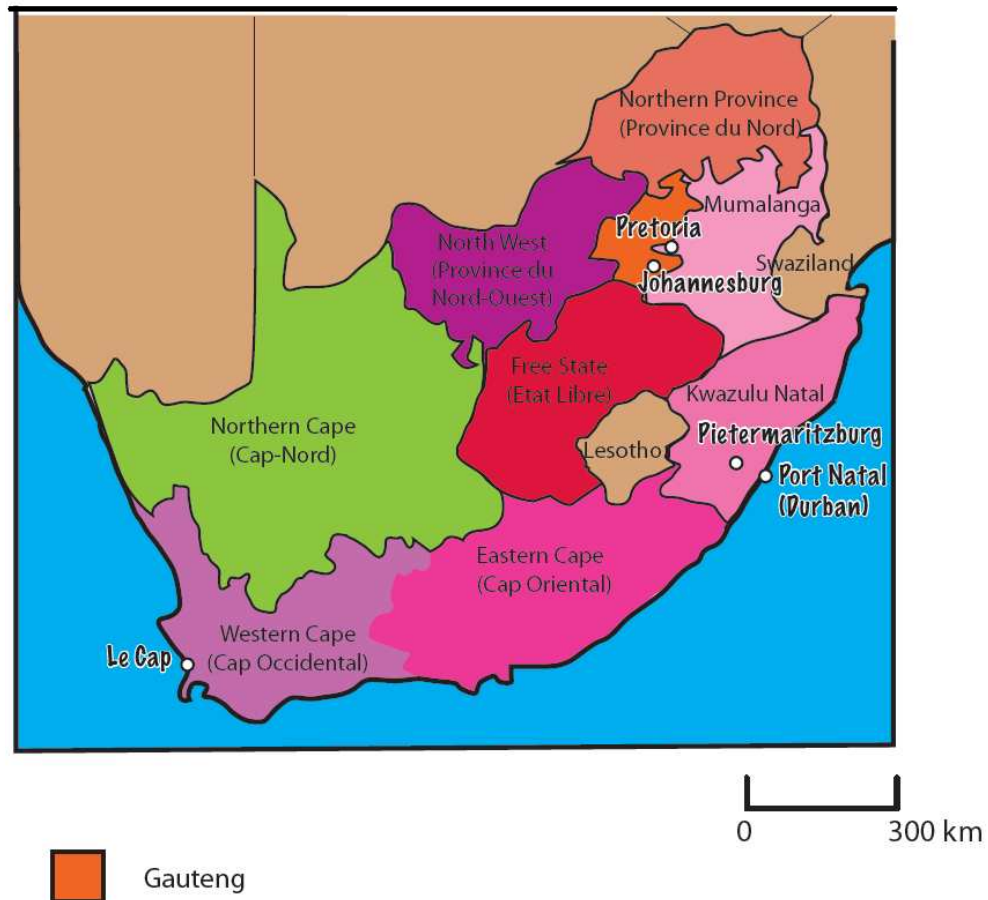 Northern Province
(Province du Nord)
Mumalanga
Pretoria
North West
(Province du
Nord-Ouest)
Swaziland
Johannesburg
Free State
(Etat Libre)
Kwazulu Natal
Northern Cape
(Cap-Nord)
Pietermaritzburg
Lesotho
Port Natal
(Durban)
Eastern Cape
(Cap Oriental)
Western Cape
(Cap Occidental)
Le Cap
0 300 km
Gauteng